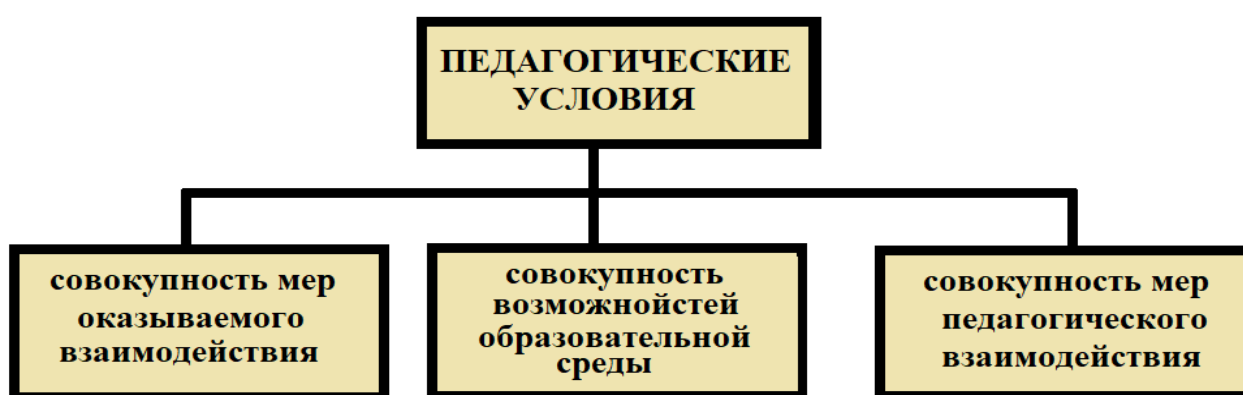 ПЕДАГОГИЧЕСКИЕ
УСЛОВИЯ
совокупность мер
оказываемого
взаимодействия
совокупность
возможнойстей
образовательной
среды
совокупность мер
педагогического
взаимодействия